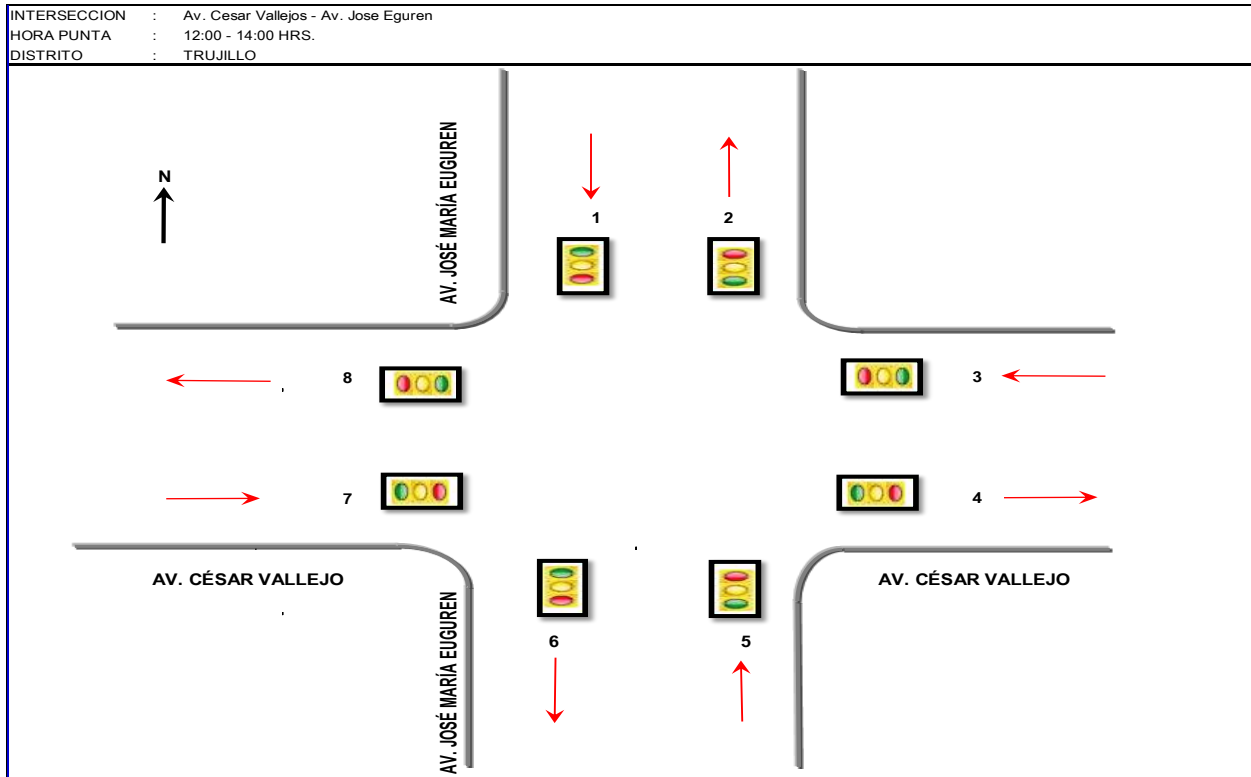 INTERSECCION : Av. Cesar Vallejos - Av. Jose Eguren
HORA PUNTA : 12:00 - 14:00 HRS.
DISTRITO : TRUJILLO
AV. JOSÉ MARÍA EUGUREN
N
1
2
8
3
7
4
AV. CÉSAR VALLEJO
AV. CÉSAR VALLEJO
6
5
AV. JOSÉ MARÍA EUGUREN